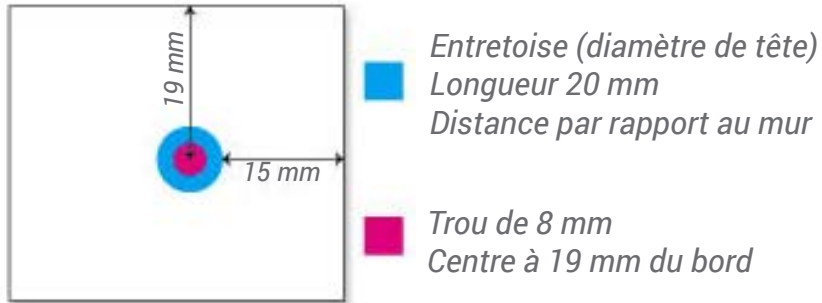 19 mm
15 mm
Entretoise (diamètre de tête)
Longueur 20 mm
Distance par rapport au mur
Trou de 8 mm
Centre à 19 mm du bord